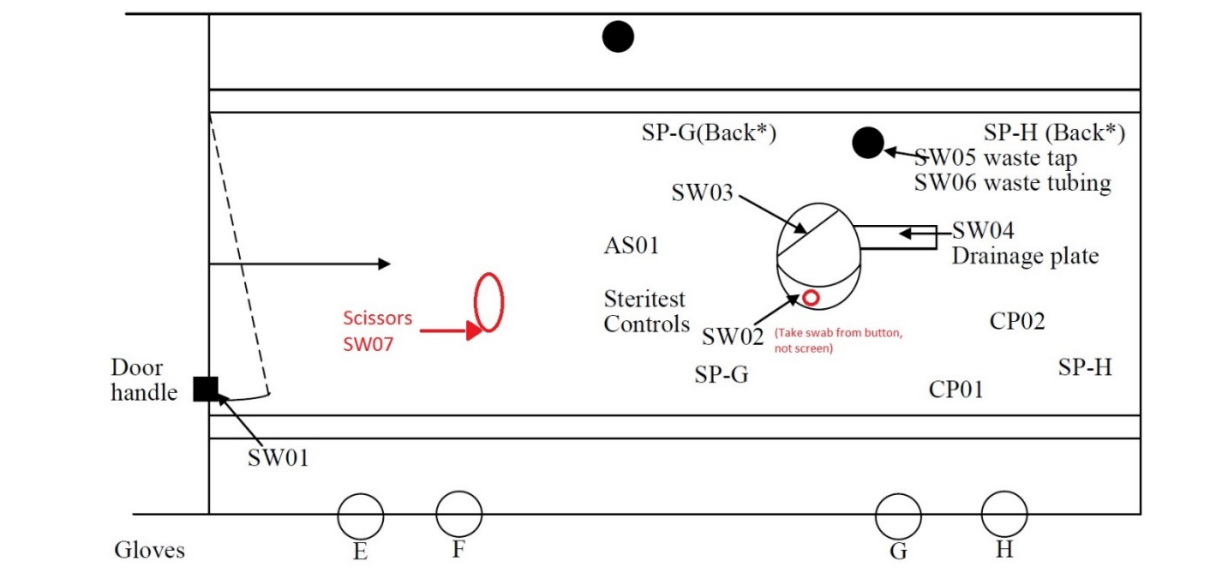 SP-G(Back*)
SP-H (Back*)
SW05 waste tap
SW06 waste tubing
SW03
SW04
Drainage plate
AS01
Steritest
Controls
Scissors
SW07
SW02
(Take swab from button,
not screen)
CP02
SP-G
SP-H
CP01
Door
handle
SW01
Gloves
E
F
G
H